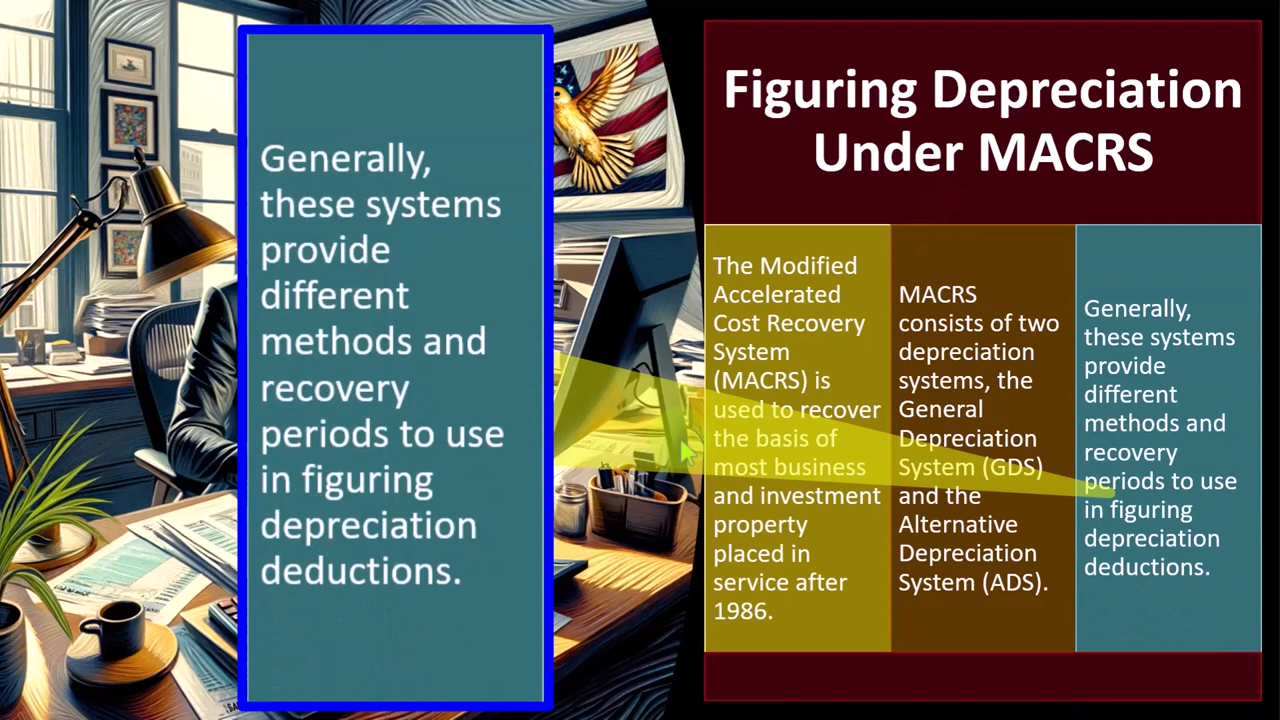 Generally,
these systems
provide
different
methods and
recovery
periods to use
in figuring
depreciation
deductions.
Figuring Depreciation
Under MACRS
The Modified
Accelerated
Cost Recovery
System
(MACRS) is
used to recover
the basis of
most business
and investment
property
placed in
service after
1986.
MACRS
consists of two
depreciation
systems, the
General
Depreciation
System (GDS)
and the
Alternative
Depreciation
System (ADS).
Generally,
these systems
provide
different
methods and
recovery
periods to use
in figuring
depreciation
deductions.